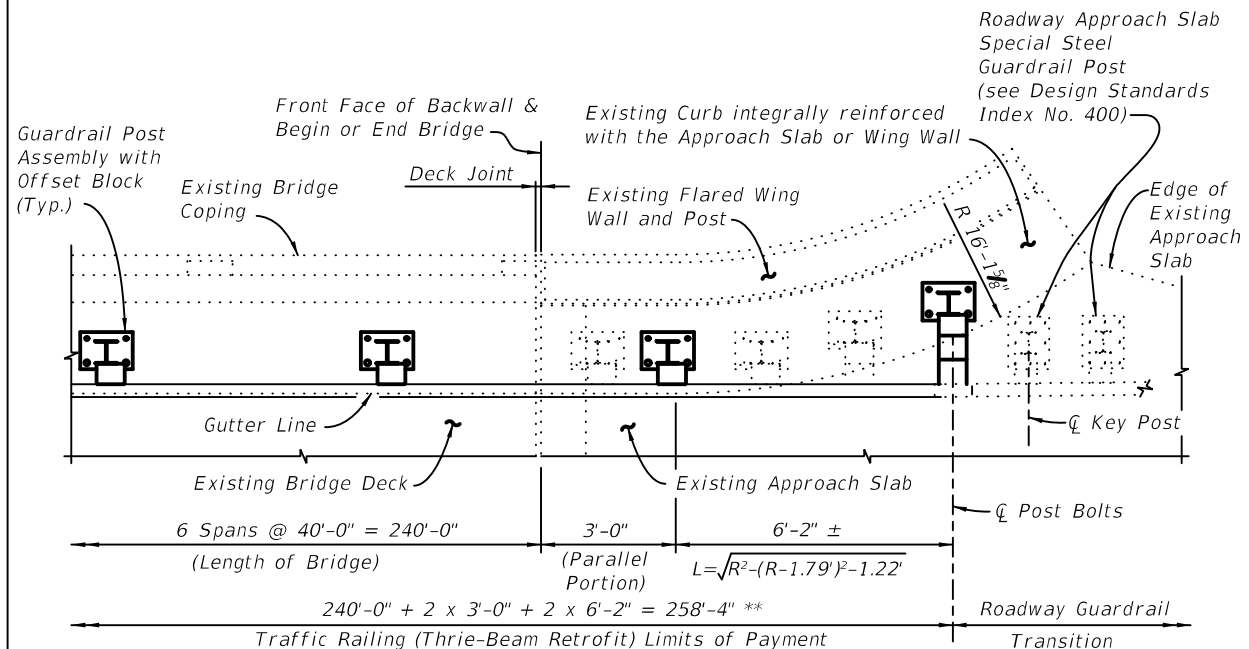 Roadway Approach Slab
Special Steel
Guardrail Post
(see Design Standards
Index No. 400)
Front Face of Backwall &
Begin or End Bridge
Existing Curb integrally reinforced
with the Approach Slab or Wing Wall
Guardrail Post
Assembly with
Offset Block
(Typ.)
Existing Bridge
Coping
Deck Joint
Existing Flared Wing
Wall and Post
Edge of
Existing
Approach
Slab
R 16'-1⅝"
Gutter Line
℄ Key Post
Existing Bridge Deck
Existing Approach Slab
℄ Post Bolts
6 Spans @ 40'-0" = 240'-0"
(Length of Bridge)
3'-0"
(Parallel
Portion)
6'-2" ±
L=√R²-(R-1.79')²-1.22'
240'-0" + 2 x 3'-0" + 2 x 6'-2" = 258'-4" **
Traffic Railing (Thrie-Beam Retrofit) Limits of Payment
Roadway Guardrail
Transition